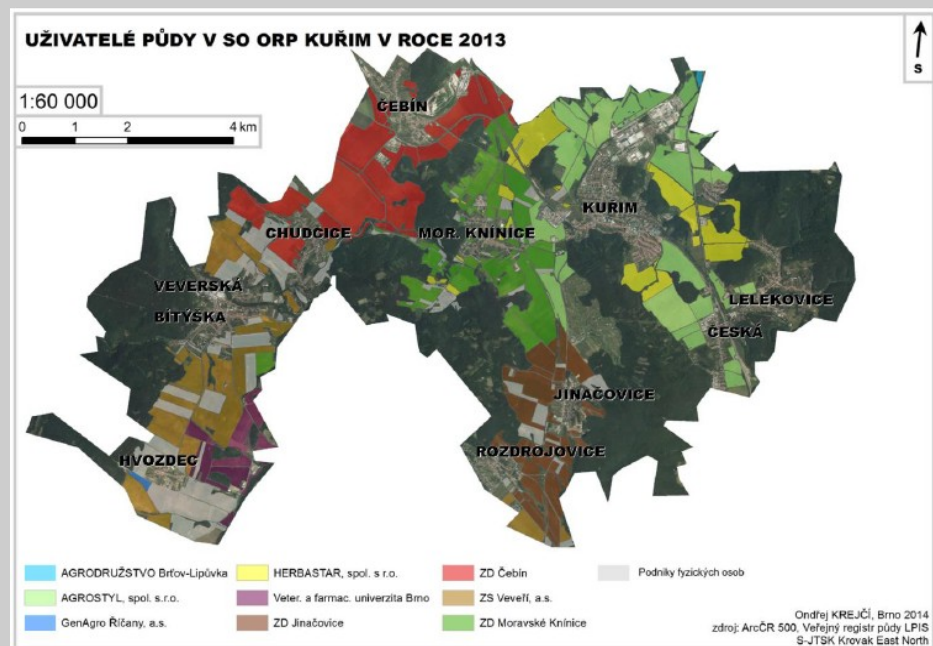 UŽIVATELÉ PŮDY V SO ORP KUŘIM V ROCE 2013
S
1:60 000
0 1 2 4 km
ČEBÍN
KUŘIM
CHUDČICE
MOR. KNÍNICE
VEVERSKÁ
BÍTÝŠKA
LELEKOVICE
ČESKÁ
JINAČOVICE
ROZDROJOVICE
HVOZDEC
AGRODRUŽSTVO Brťov-Lipůvka
HERBASTAR, spol. s r.o.
ZD Čebín
Podniky fyzických osob
AGROSTYL, spol. s.r.o.
Veter. a farmac. univerzita Brno
ZS Veveří, a.s.
GenAgro Říčany, a.s.
ZD Jinačovice
ZD Moravské Knínice
Ondřej KREJČÍ, Brno 2014
zdroj: ArcČR 500, Veřejný registr půdy LPIS
S-JTSK Krovak East North